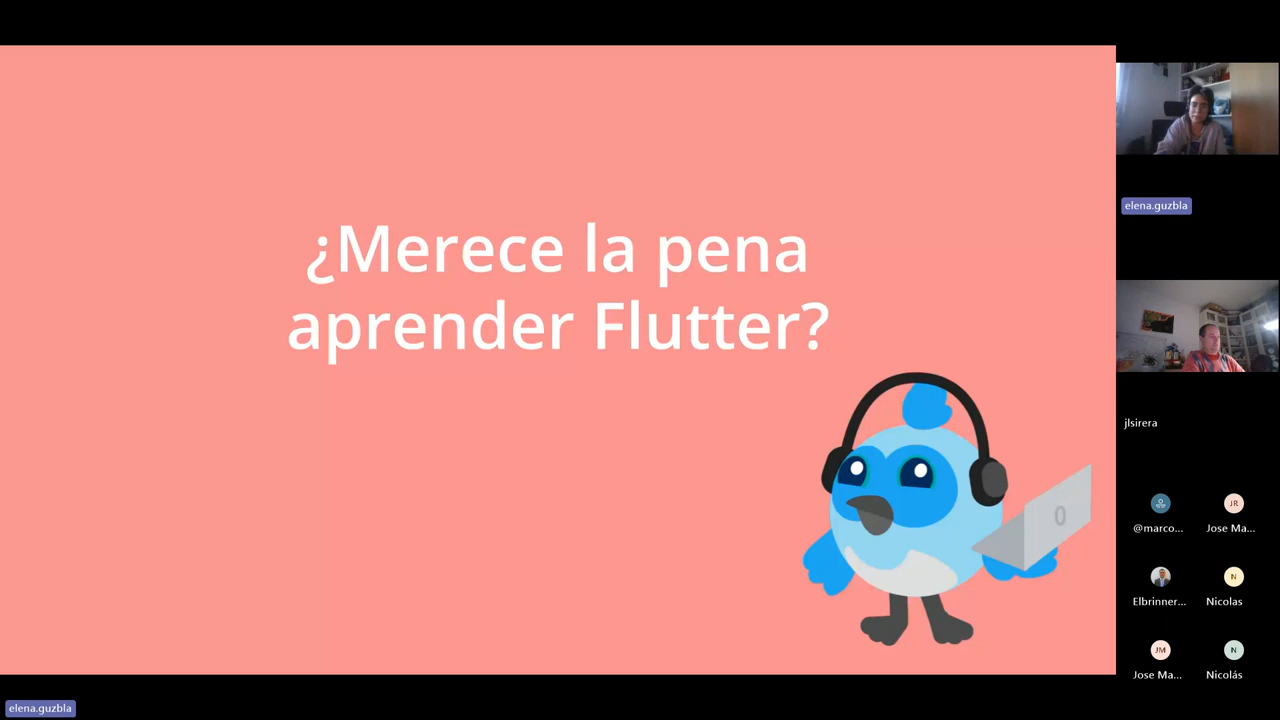 ¿Merece la pena
aprender Flutter?
0
elena.guzbla
jlsirera
JR
@marco...
Jose Ma...
N
Elbrinner...
Nicolas
JM
N
Jose Ma...
Nicolás
elena.guzbla